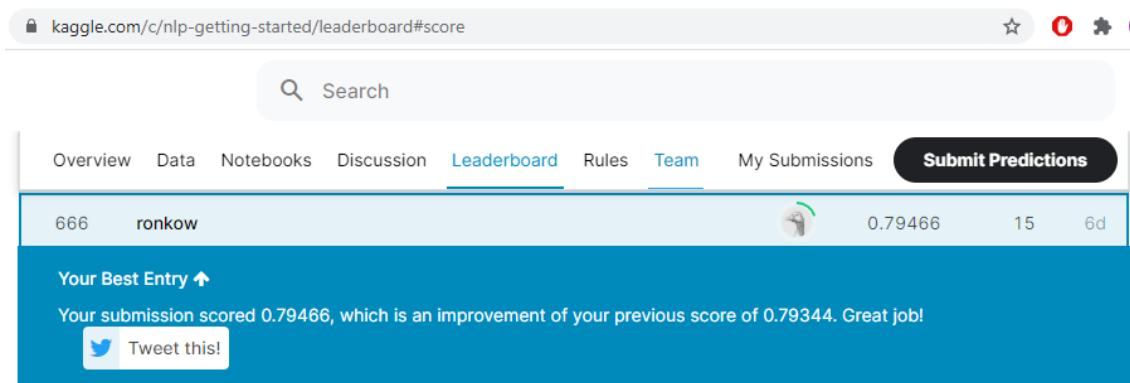 kaggle.com/c/nlp-getting-started/leaderboard#score
Search
Overview Data Notebooks Discussion Leaderboard Rules Team My Submissions Submit Predictions
666 ronkow 0.79466 15 6d
Your Best Entry ↑
Your submission scored 0.79466, which is an improvement of your previous score of 0.79344. Great job!
Tweet this!